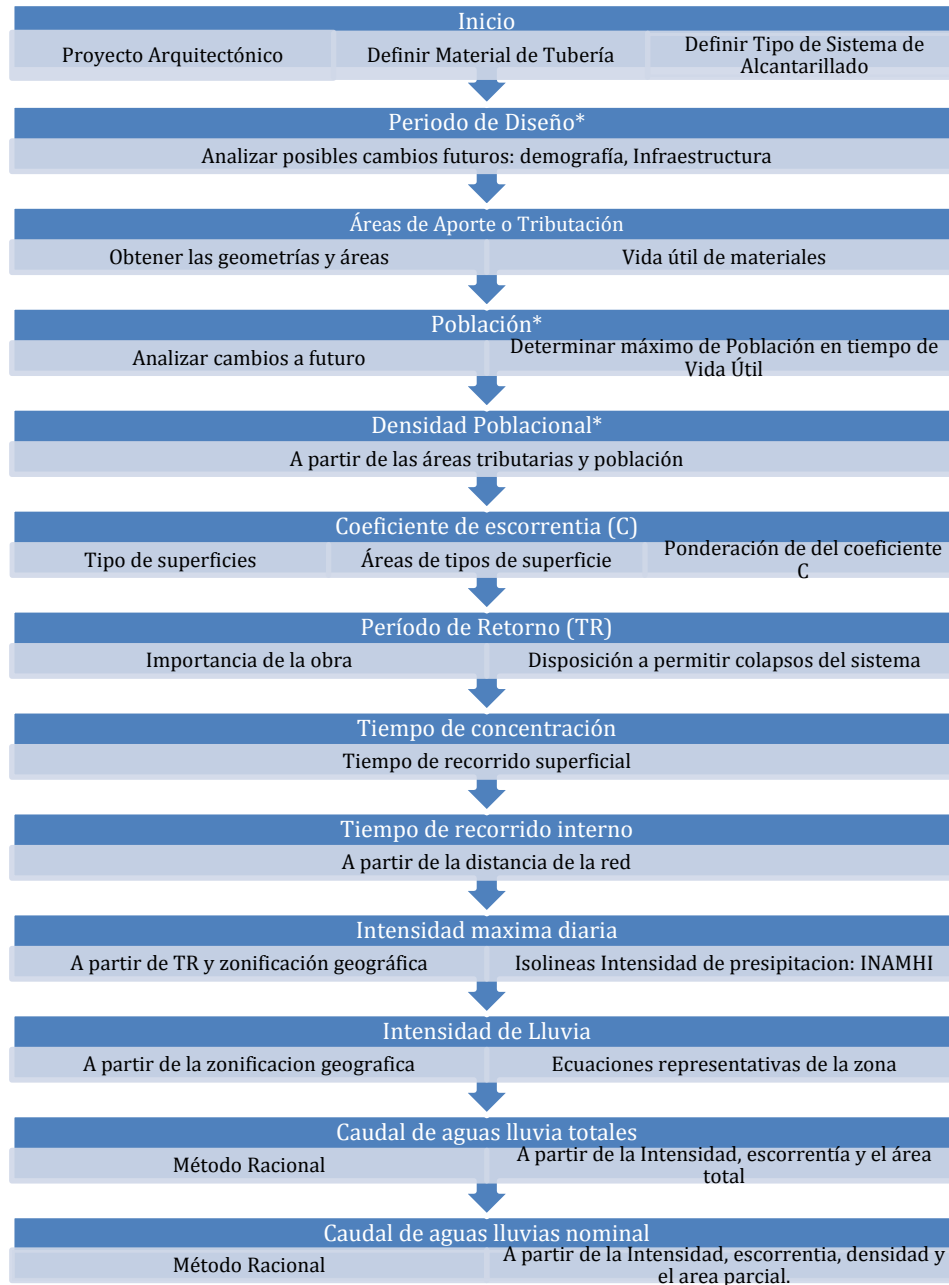 Inicio
Proyecto Arquitectónico
Definir Material de Tubería
Definir Tipo de Sistema de
Alcantarillado
Periodo de Diseño*
Analizar posibles cambios futuros: demografía, Infraestructura
Áreas de Aporte o Tributación
Obtener las geometrías y áreas
Vida útil de materiales
Población*
Analizar cambios a futuro
Determinar máximo de Población en tiempo de
Vida Útil
Densidad Poblacional*
A partir de las áreas tributarias y población
Coeficiente de escorrentia (C)
Tipo de superficies
Áreas de tipos de superficie
Ponderación de del coeficiente
C
Período de Retorno (TR)
Importancia de la obra
Disposición a permitir colapsos del sistema
Tiempo de concentración
Tiempo de recorrido superficial
Tiempo de recorrido interno
A partir de la distancia de la red
Intensidad maxima diaria
A partir de TR y zonificación geográfica
Isolineas Intensidad de presipitacion: INAMHI
Intensidad de Lluvia
A partir de la zonificacion geografica
Ecuaciones representativas de la zona
Caudal de aguas lluvia totales
Método Racional
A partir de la Intensidad, escorrentía y el área
total
Caudal de aguas lluvias nominal
Método Racional
A partir de la Intensidad, escorrentia, densidad y
el area parcial.